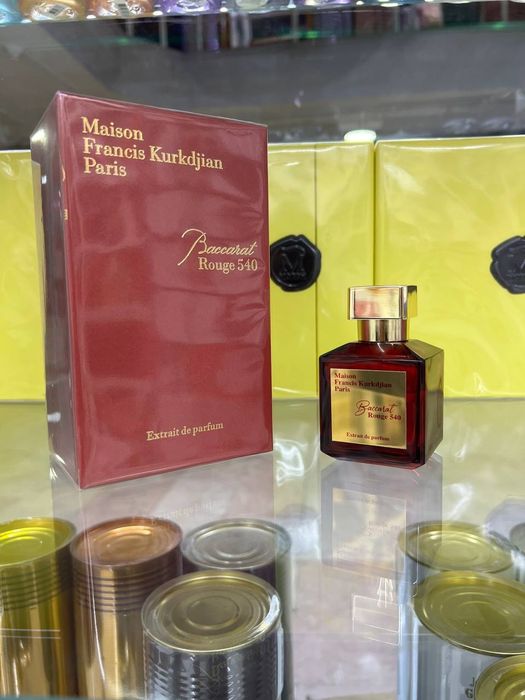 Maison
Francis Kurkdjian
Paris
Baccarat
Rouge 540
Extrait de parfum
Maison
Francis Kurkdjian
Paris
Baccarat
Rouge 540
Extrait de parfum